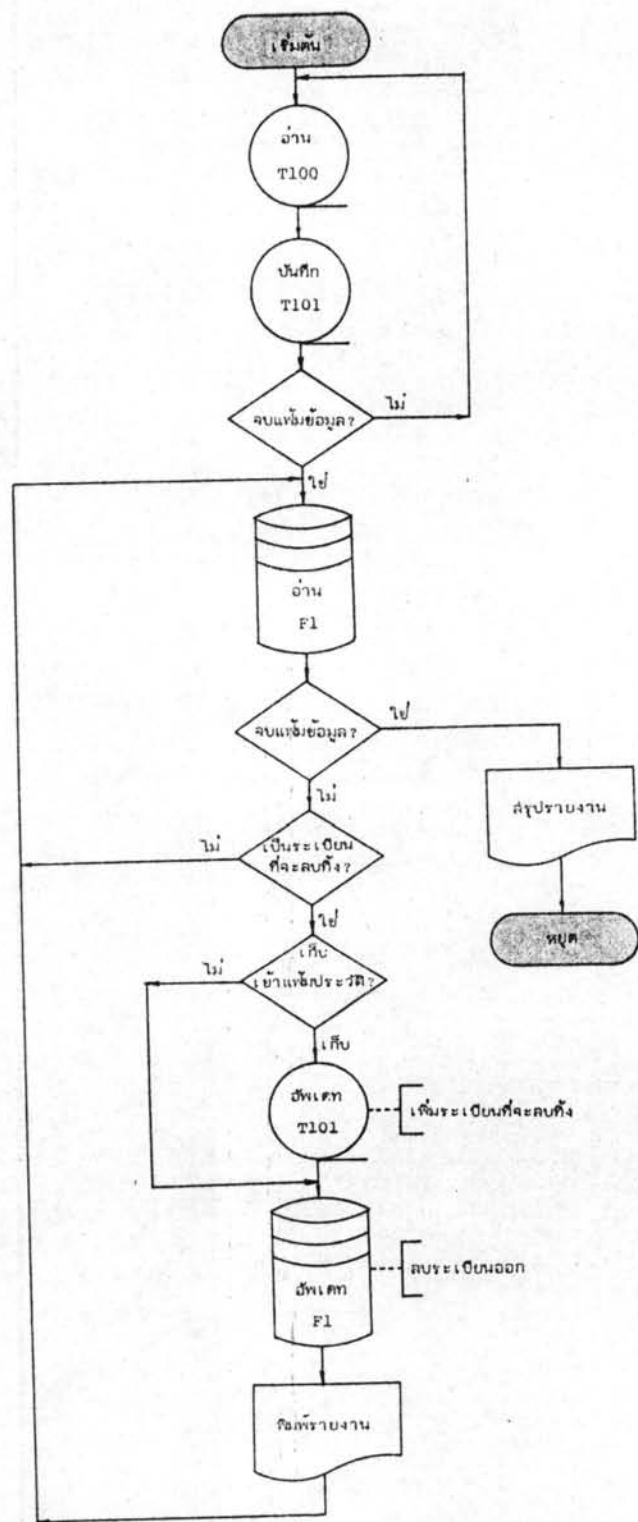 เริ่มต้น
อ่าน
T100
บันทึก
T101
จบแฟ้มข้อมูล?
ไม่
ใช่
อ่าน
F1
จบแฟ้มข้อมูล?
ใช่
ไม่
สรุปรายงาน
หยุด
เป็นระเบียน
ที่จะลบทิ้ง?
ไม่
ใช่
เก็บ
เข้าแฟ้มประวัติ?
ไม่
เก็บ
อัพเดท
T101
เพิ่มระเบียนที่จะลบทิ้ง
อัพเดท
F1
ลบระเบียนออก
พิมพ์รายงาน